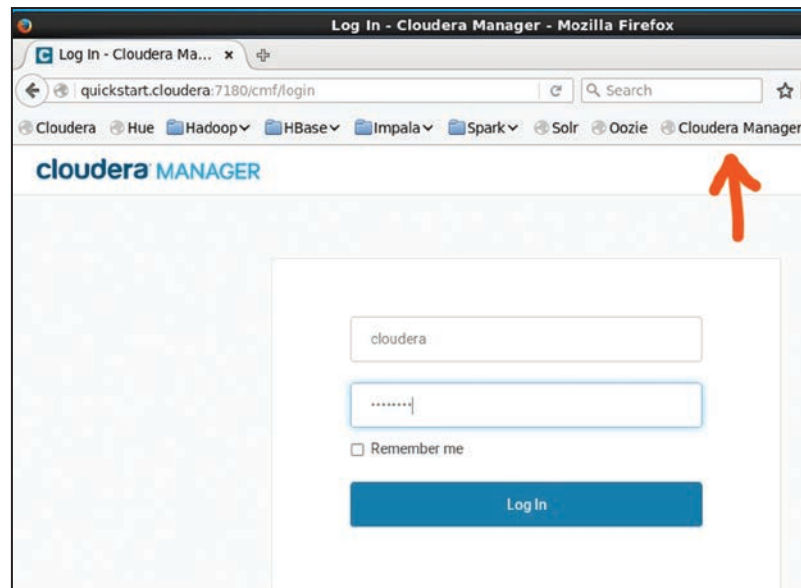 Log In - Cloudera Manager - Mozilla Firefox
C Log In - Cloudera Ma... ×
quickstart.cloudera:7180/cmf/login Search
Cloudera Hue Hadoop HBase Impala Spark Solr Oozie Cloudera Manager
cloudera MANAGER
cloudera
••••••••
Remember me
Log In